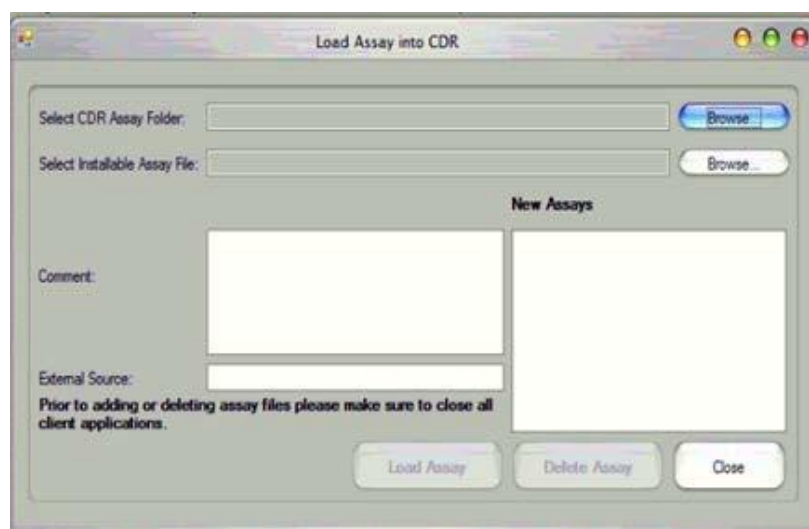 Load Assay into CDR
Select CDR Assay Folder:
Browse
Select Installable Assay File:
Browse...
New Assays
Comment:
External Source:
Prior to adding or deleting assay files please make sure to close all
client applications.
Load Assay
Delete Assay
Close